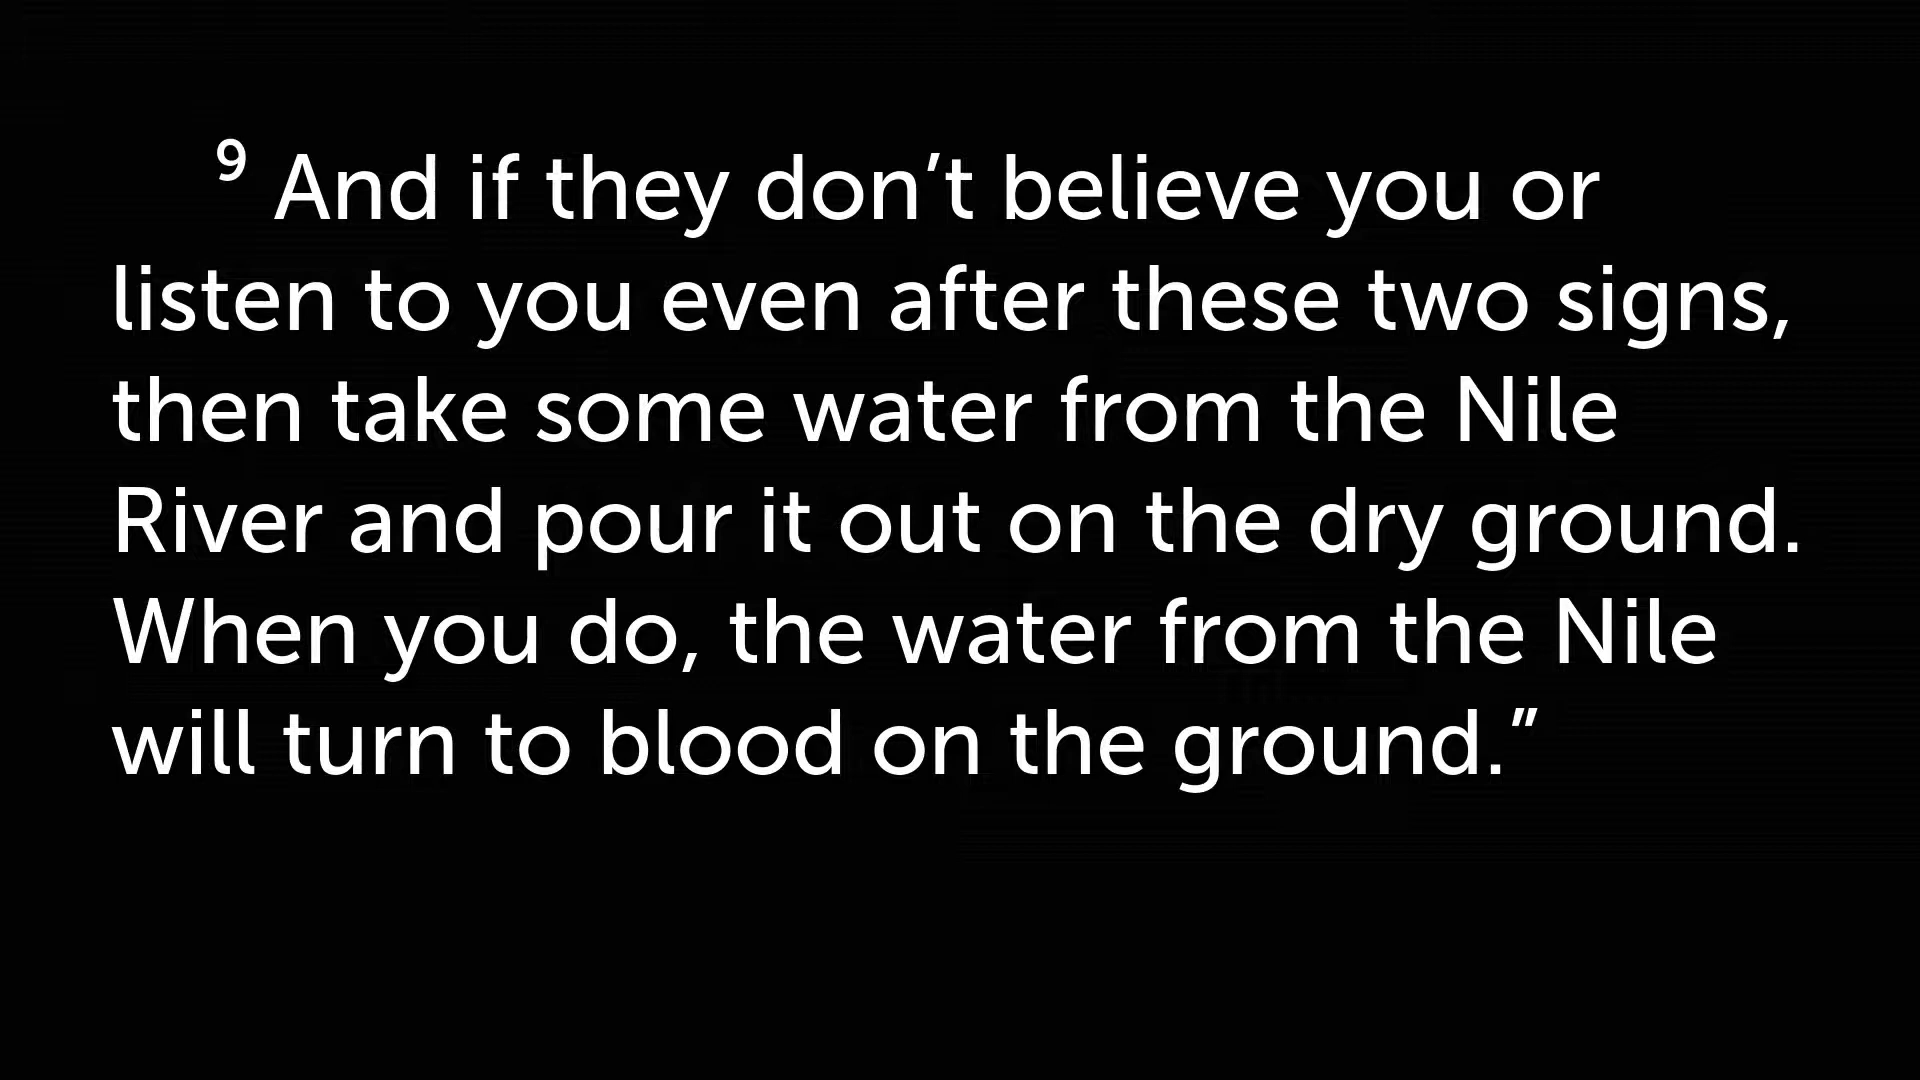 ⁹ And if they don’t believe you or
listen to you even after these two signs,
then take some water from the Nile
River and pour it out on the dry ground.
When you do, the water from the Nile
will turn to blood on the ground.”